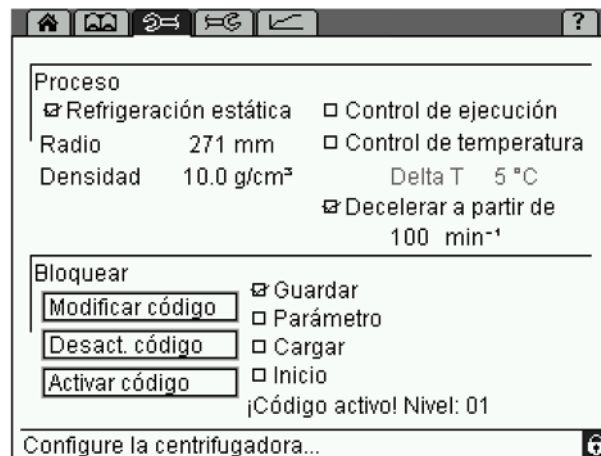 ?
Proceso
Refrigeración estática
Radio 271 mm
Densidad 10.0 g/cm³
Control de ejecución
Control de temperatura
Delta T 5 °C
Decelerar a partir de
100 min⁻¹
Bloquear
Modificar código
Desact. código
Activar código
Guardar
Parámetro
Cargar
Inicio
¡Código activo! Nivel: 01
Configure la centrifugadora...